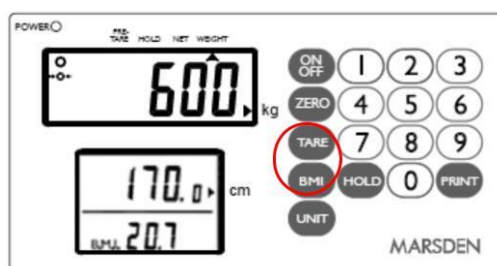 POWER
PRE-TARE HOLD NET WEIGHT
600 kg
170.0 cm
B.M.I. 20.7
ON OFF 1 2 3
ZERO 4 5 6
TARE 7 8 9
BMI HOLD 0 PRINT
UNIT
MARSDEN